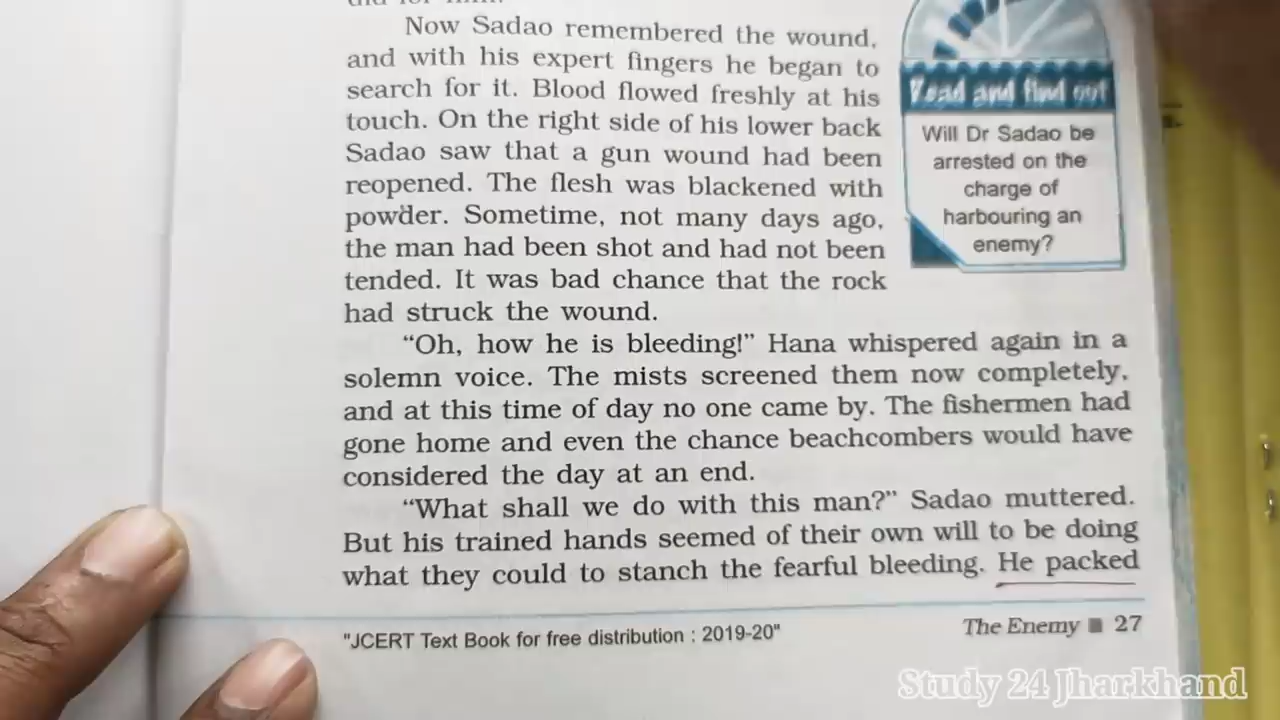 Now Sadao remembered the wound,
and with his expert fingers he began to
search for it. Blood flowed freshly at his
touch. On the right side of his lower back
Sadao saw that a gun wound had been
reopened. The flesh was blackened with
powder. Sometime, not many days ago,
the man had been shot and had not been
tended. It was bad chance that the rock
had struck the wound.
Read and find out
Will Dr Sadao be
arrested on the
charge of
harbouring an
enemy?
“Oh, how he is bleeding!” Hana whispered again in a
solemn voice. The mists screened them now completely,
and at this time of day no one came by. The fishermen had
gone home and even the chance beachcombers would have
considered the day at an end.
“What shall we do with this man?” Sadao muttered.
But his trained hands seemed of their own will to be doing
what they could to stanch the fearful bleeding. He packed
"JCERT Text Book for free distribution : 2019-20"
The Enemy ■ 27
Study 24 Jharkhand